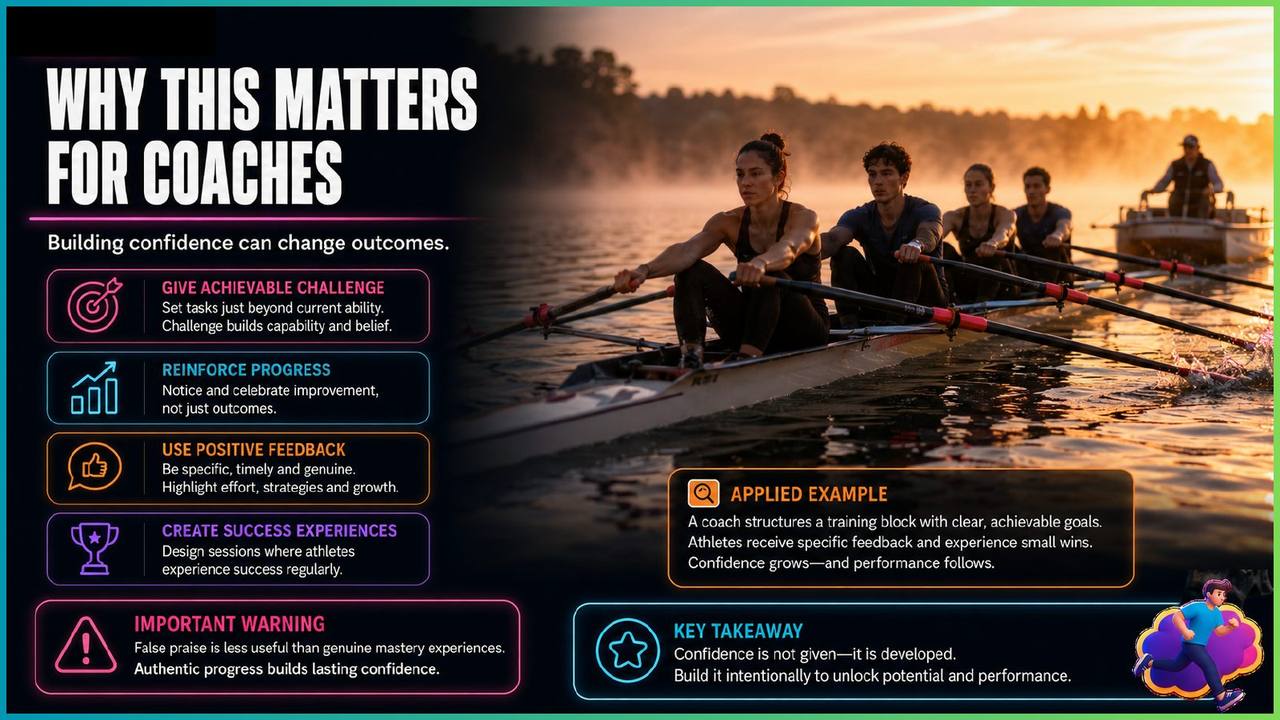 WHY THIS MATTERS
FOR COACHES
Building confidence can change outcomes.
GIVE ACHIEVABLE CHALLENGE
Set tasks just beyond current ability.
Challenge builds capability and belief.
REINFORCE PROGRESS
Notice and celebrate improvement,
not just outcomes.
USE POSITIVE FEEDBACK
Be specific, timely and genuine.
Highlight effort, strategies and growth.
CREATE SUCCESS EXPERIENCES
Design sessions where athletes
experience success regularly.
APPLIED EXAMPLE
A coach structures a training block with clear, achievable goals.
Athletes receive specific feedback and experience small wins.
Confidence grows—and performance follows.
IMPORTANT WARNING
False praise is less useful than genuine mastery experiences.
Authentic progress builds lasting confidence.
KEY TAKEAWAY
Confidence is not given—it is developed.
Build it intentionally to unlock potential and performance.